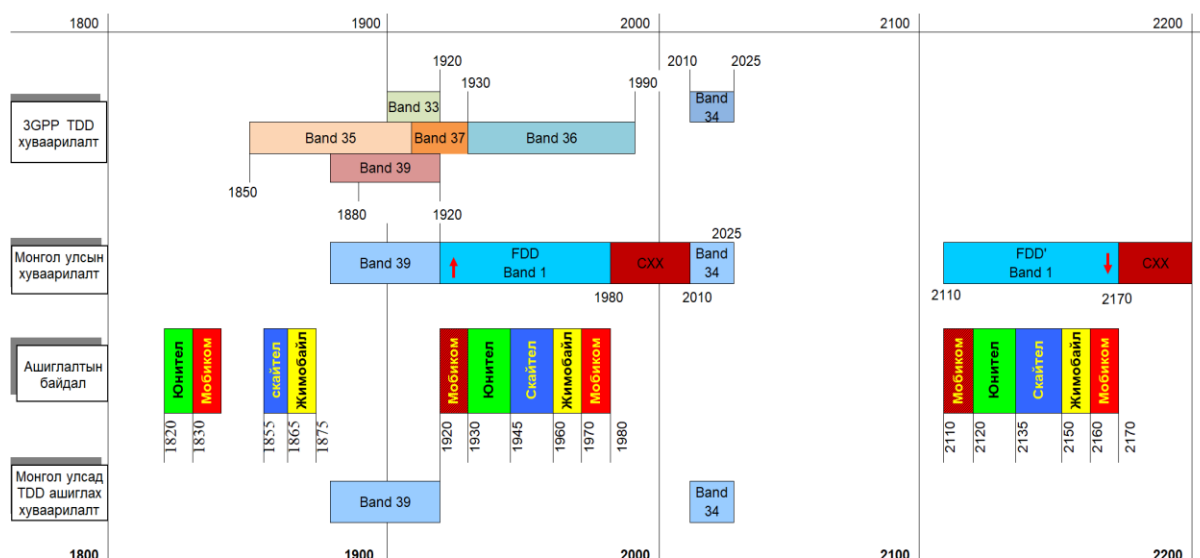 1800
1900
2000
2100
2200
1920
1930
1990
2010
2025
3GPP TDD
хуваарилалт
Band 33
Band 34
Band 35
Band 37
Band 36
Band 39
1850
1880
1920
Монгол улсын
хуваарилалт
Band 39
FDD
Band 1
CXX
Band
34
2025
1980
2010
FDD'
Band 1
CXX
2110
2170
Ашиглалтын
байдал
Юнител
Мобиком
скайтел
Жимобайл
Мобиком
Юнител
Скайтел
Жимобайл
Мобиком
Мобиком
Юнител
Скайтел
Жимобайл
Мобиком
1820
1830
1855
1865
1875
1920
1930
1945
1960
1970
1980
2110
2120
2135
2150
2160
2170
Монгол улсад
TDD ашиглах
хуваарилал
Band 39
Band
34
1800
1900
2000
2100
2200